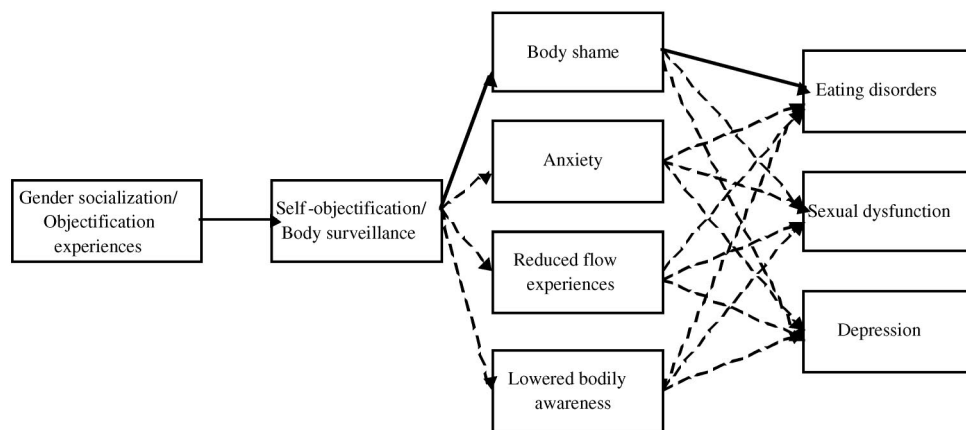 Gender socialization/
Objectification
experiences
Self-objectification/
Body surveillance
Body shame
Anxiety
Reduced flow
experiences
Lowered bodily
awareness
Eating disorders
Sexual dysfunction
Depression